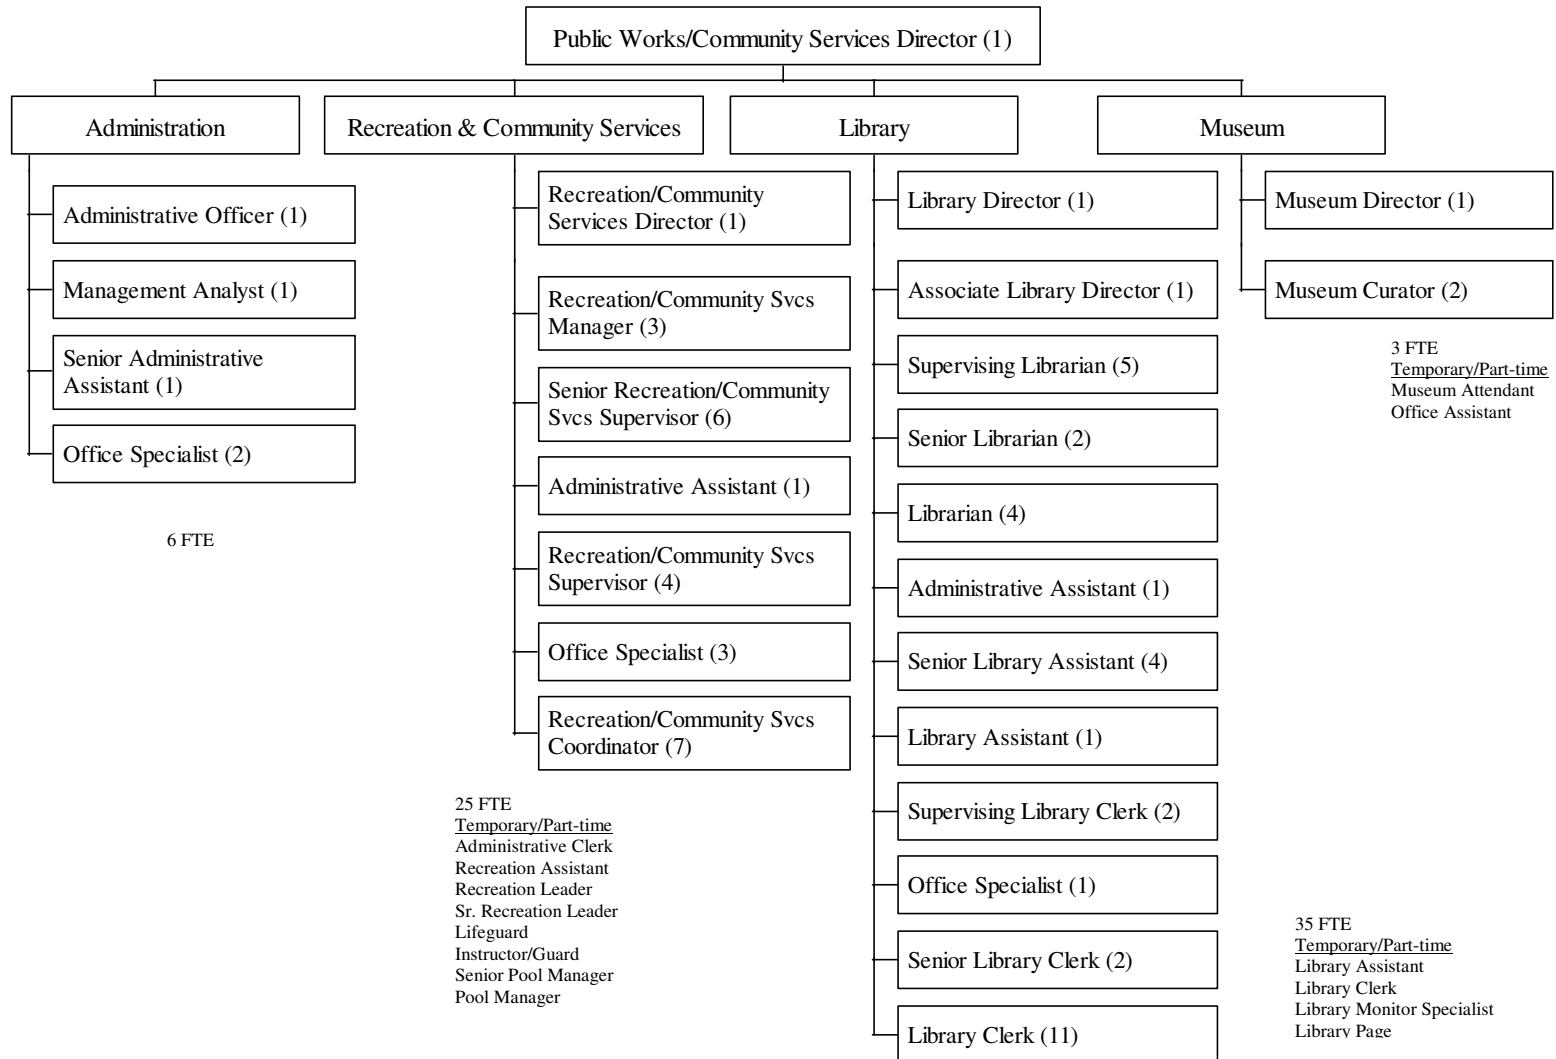 Public Works/Community Services Director (1)
Administration
Recreation & Community Services
Library
Museum
Administrative Officer (1)
Management Analyst (1)
Senior Administrative
Assistant (1)
Office Specialist (2)
6 FTE
Recreation/Community
Services Director (1)
Recreation/Community Svcs
Manager (3)
Senior Recreation/Community
Svcs Supervisor (6)
Administrative Assistant (1)
Recreation/Community Svcs
Supervisor (4)
Office Specialist (3)
Recreation/Community Svcs
Coordinator (7)
25 FTE
Temporary/Part-time
Administrative Clerk
Recreation Assistant
Recreation Leader
Sr. Recreation Leader
Lifeguard
Instructor/Guard
Senior Pool Manager
Pool Manager
Library Director (1)
Associate Library Director (1)
Supervising Librarian (5)
Senior Librarian (2)
Librarian (4)
Administrative Assistant (1)
Senior Library Assistant (4)
Library Assistant (1)
Supervising Library Clerk (2)
Office Specialist (1)
Senior Library Clerk (2)
Library Clerk (11)
35 FTE
Temporary/Part-time
Library Assistant
Library Clerk
Library Monitor Specialist
Library Page
Museum Director (1)
Museum Curator (2)
3 FTE
Temporary/Part-time
Museum Attendant
Office Assistant